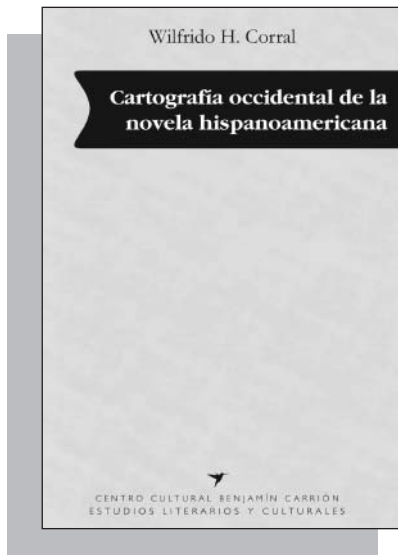 Wilfrido H. Corral
Cartografía occidental de la
novela hispanoamericana
CENTRO CULTURAL BENJAMÍN CARRIÓN
ESTUDIOS LITERARIOS Y CULTURALES